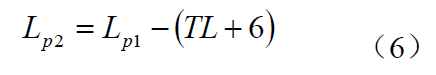 L_{p2} = L_{p1} − (TL + 6) （6）